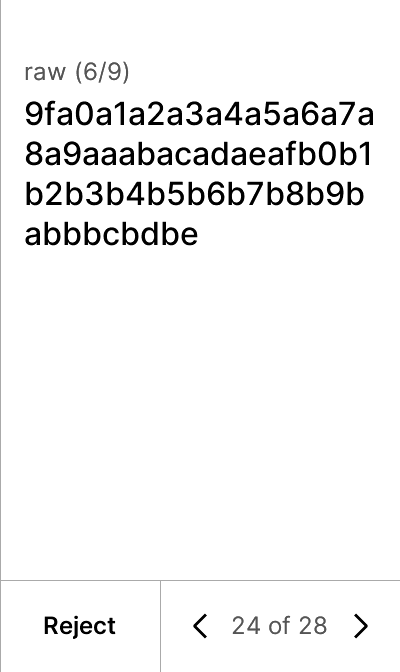 raw (6/9)
9fa0a1a2a3a4a5a6a7a
8a9aaabacadaeafb0b1
b2b3b4b5b6b7b8b9b
abbbcbdbe
Reject
24 of 28